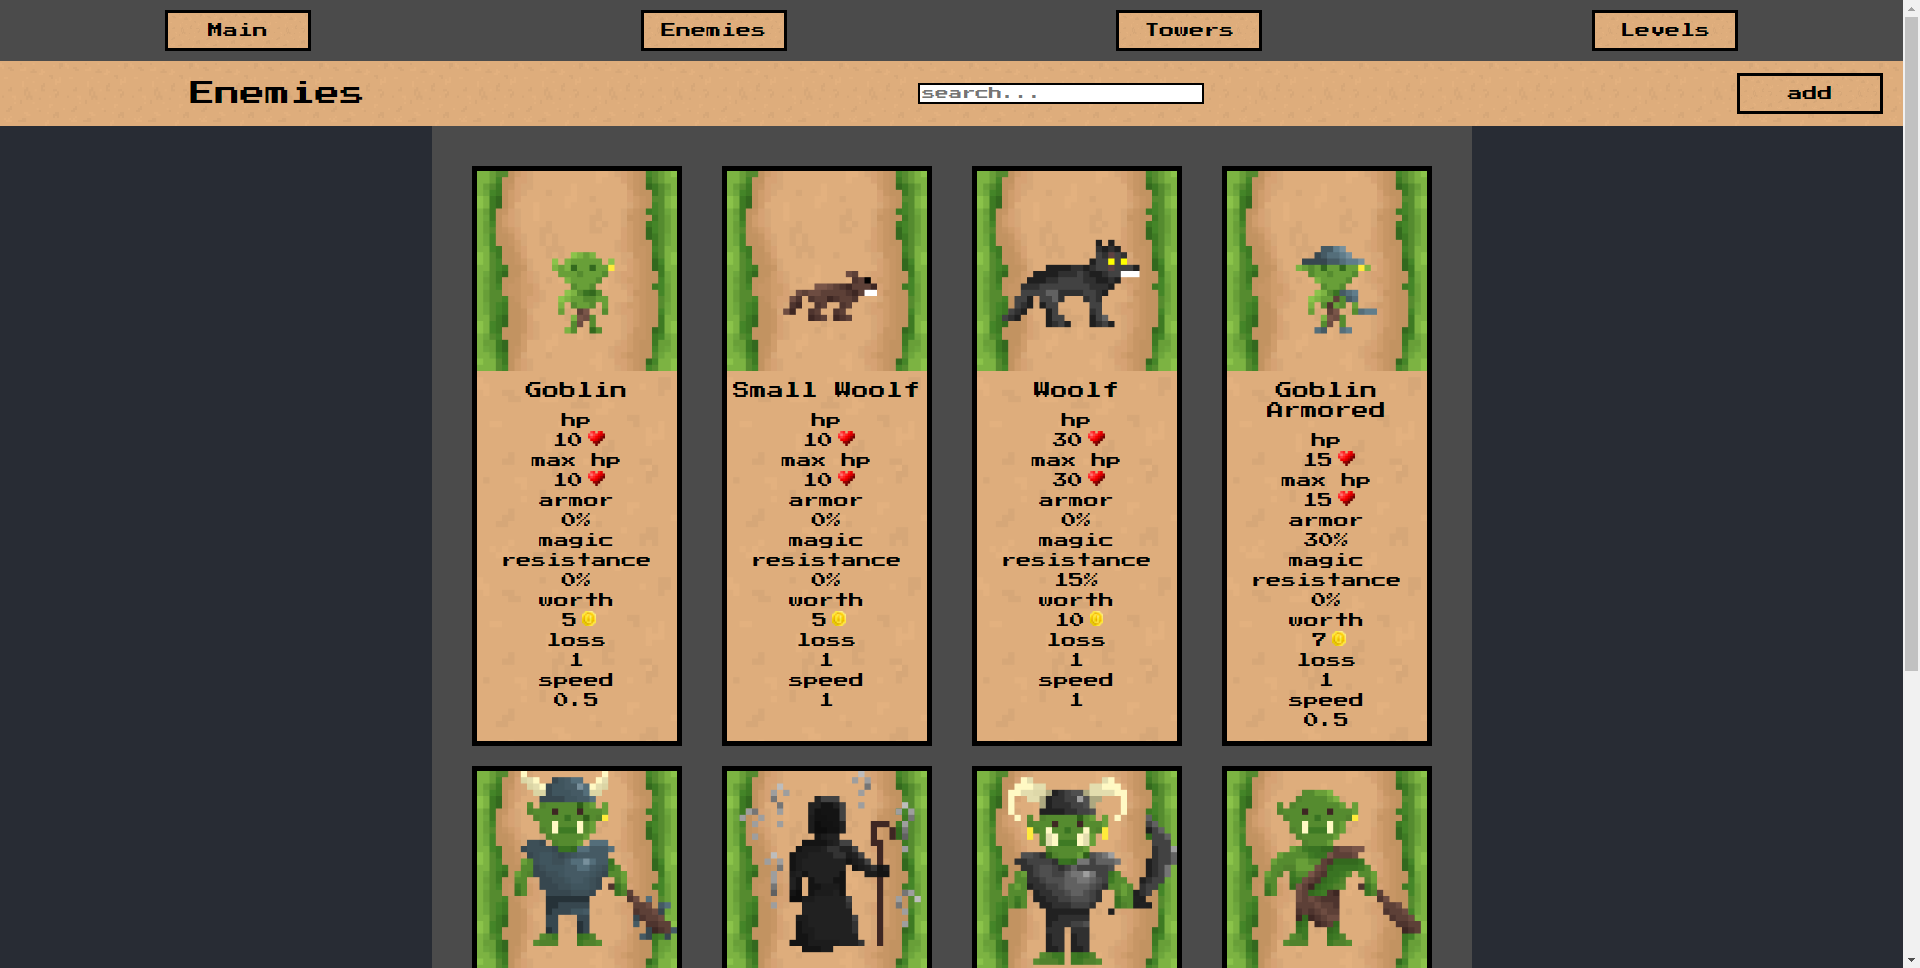 Main
Enemies
Towers
Levels
Enemies
search...
add
Goblin
hp
10
max hp
10
armor
0%
magic
resistance
0%
worth
5
loss
1
speed
0.5
Small Woolf
hp
10
max hp
10
armor
0%
magic
resistance
0%
worth
5
loss
1
speed
1
Woolf
hp
30
max hp
30
armor
0%
magic
resistance
15%
worth
10
loss
1
speed
1
Goblin
Armored
hp
15
max hp
15
armor
30%
magic
resistance
0%
worth
7
loss
1
speed
0.5